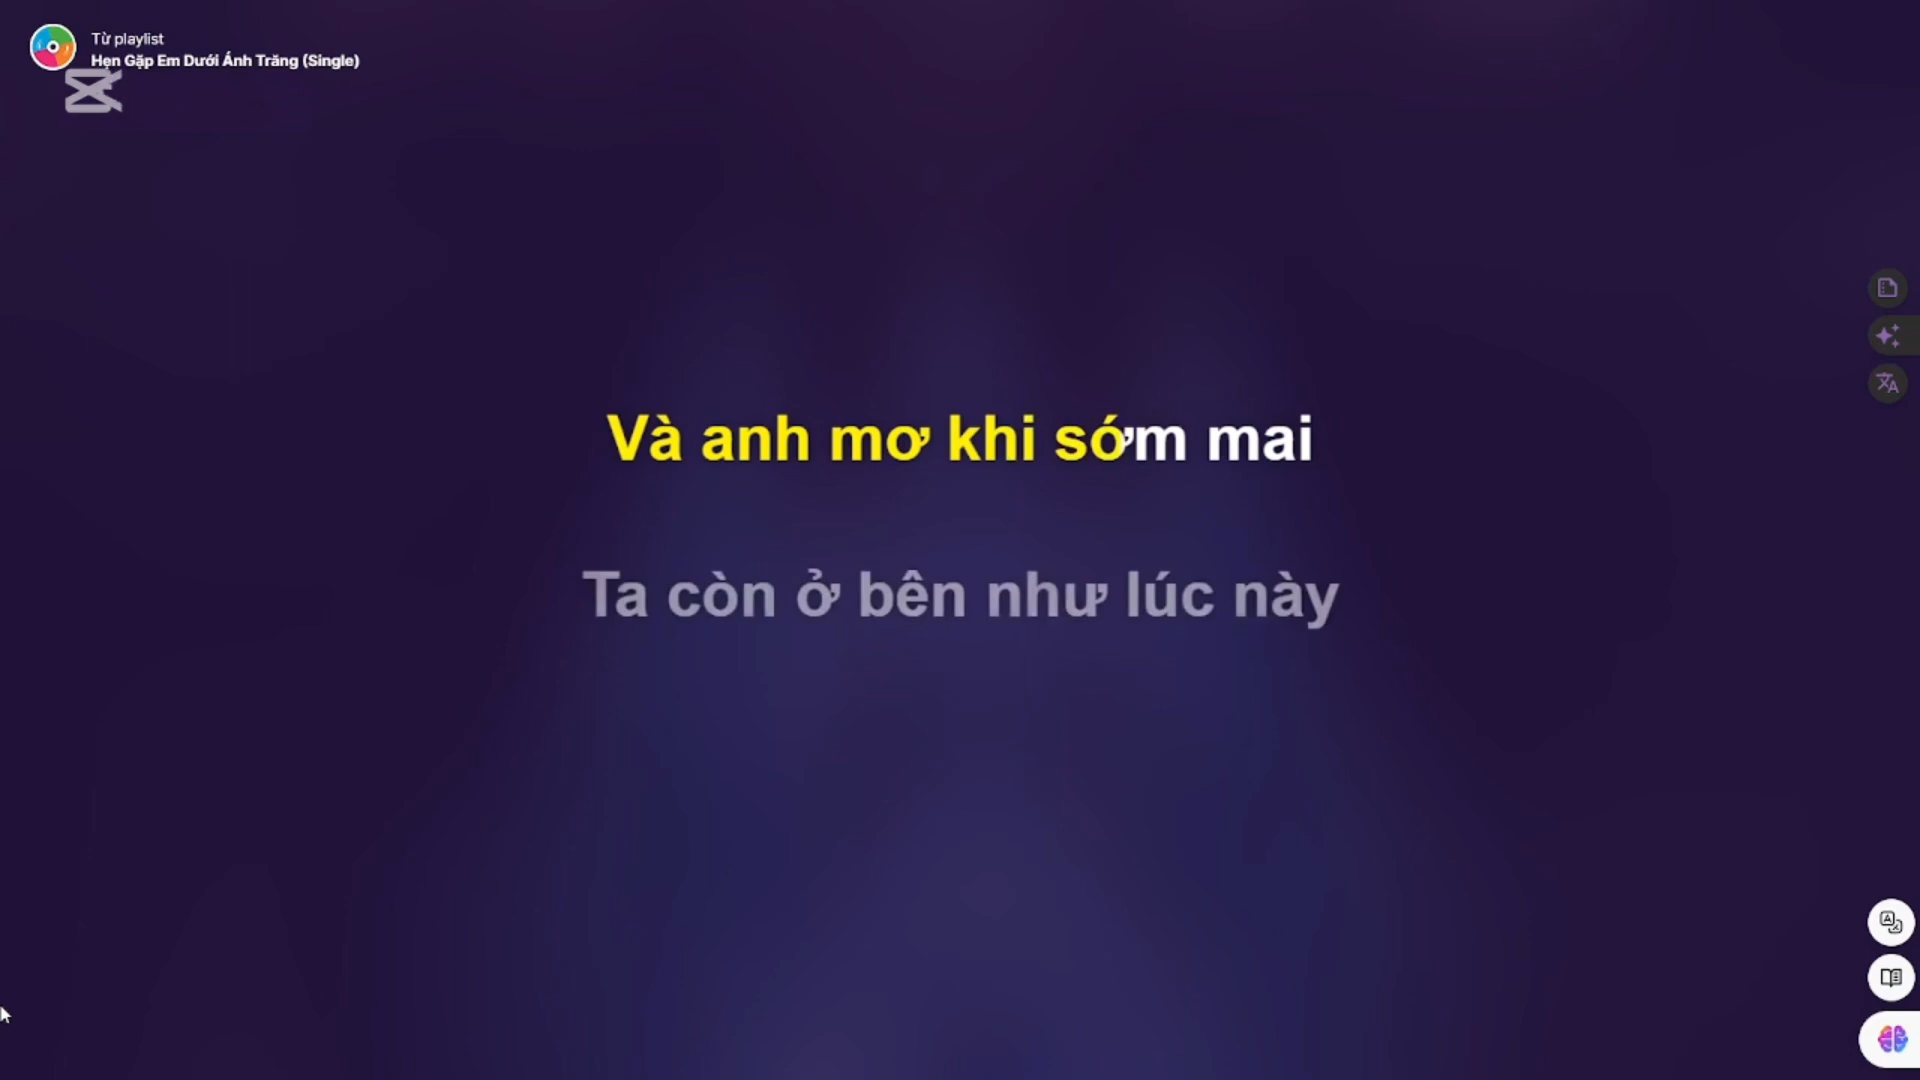 Từ playlist
Hẹn Gặp Em Dưới Ánh Trăng (Single)
Và anh mơ khi sớm mai
Ta còn ở bên như lúc này